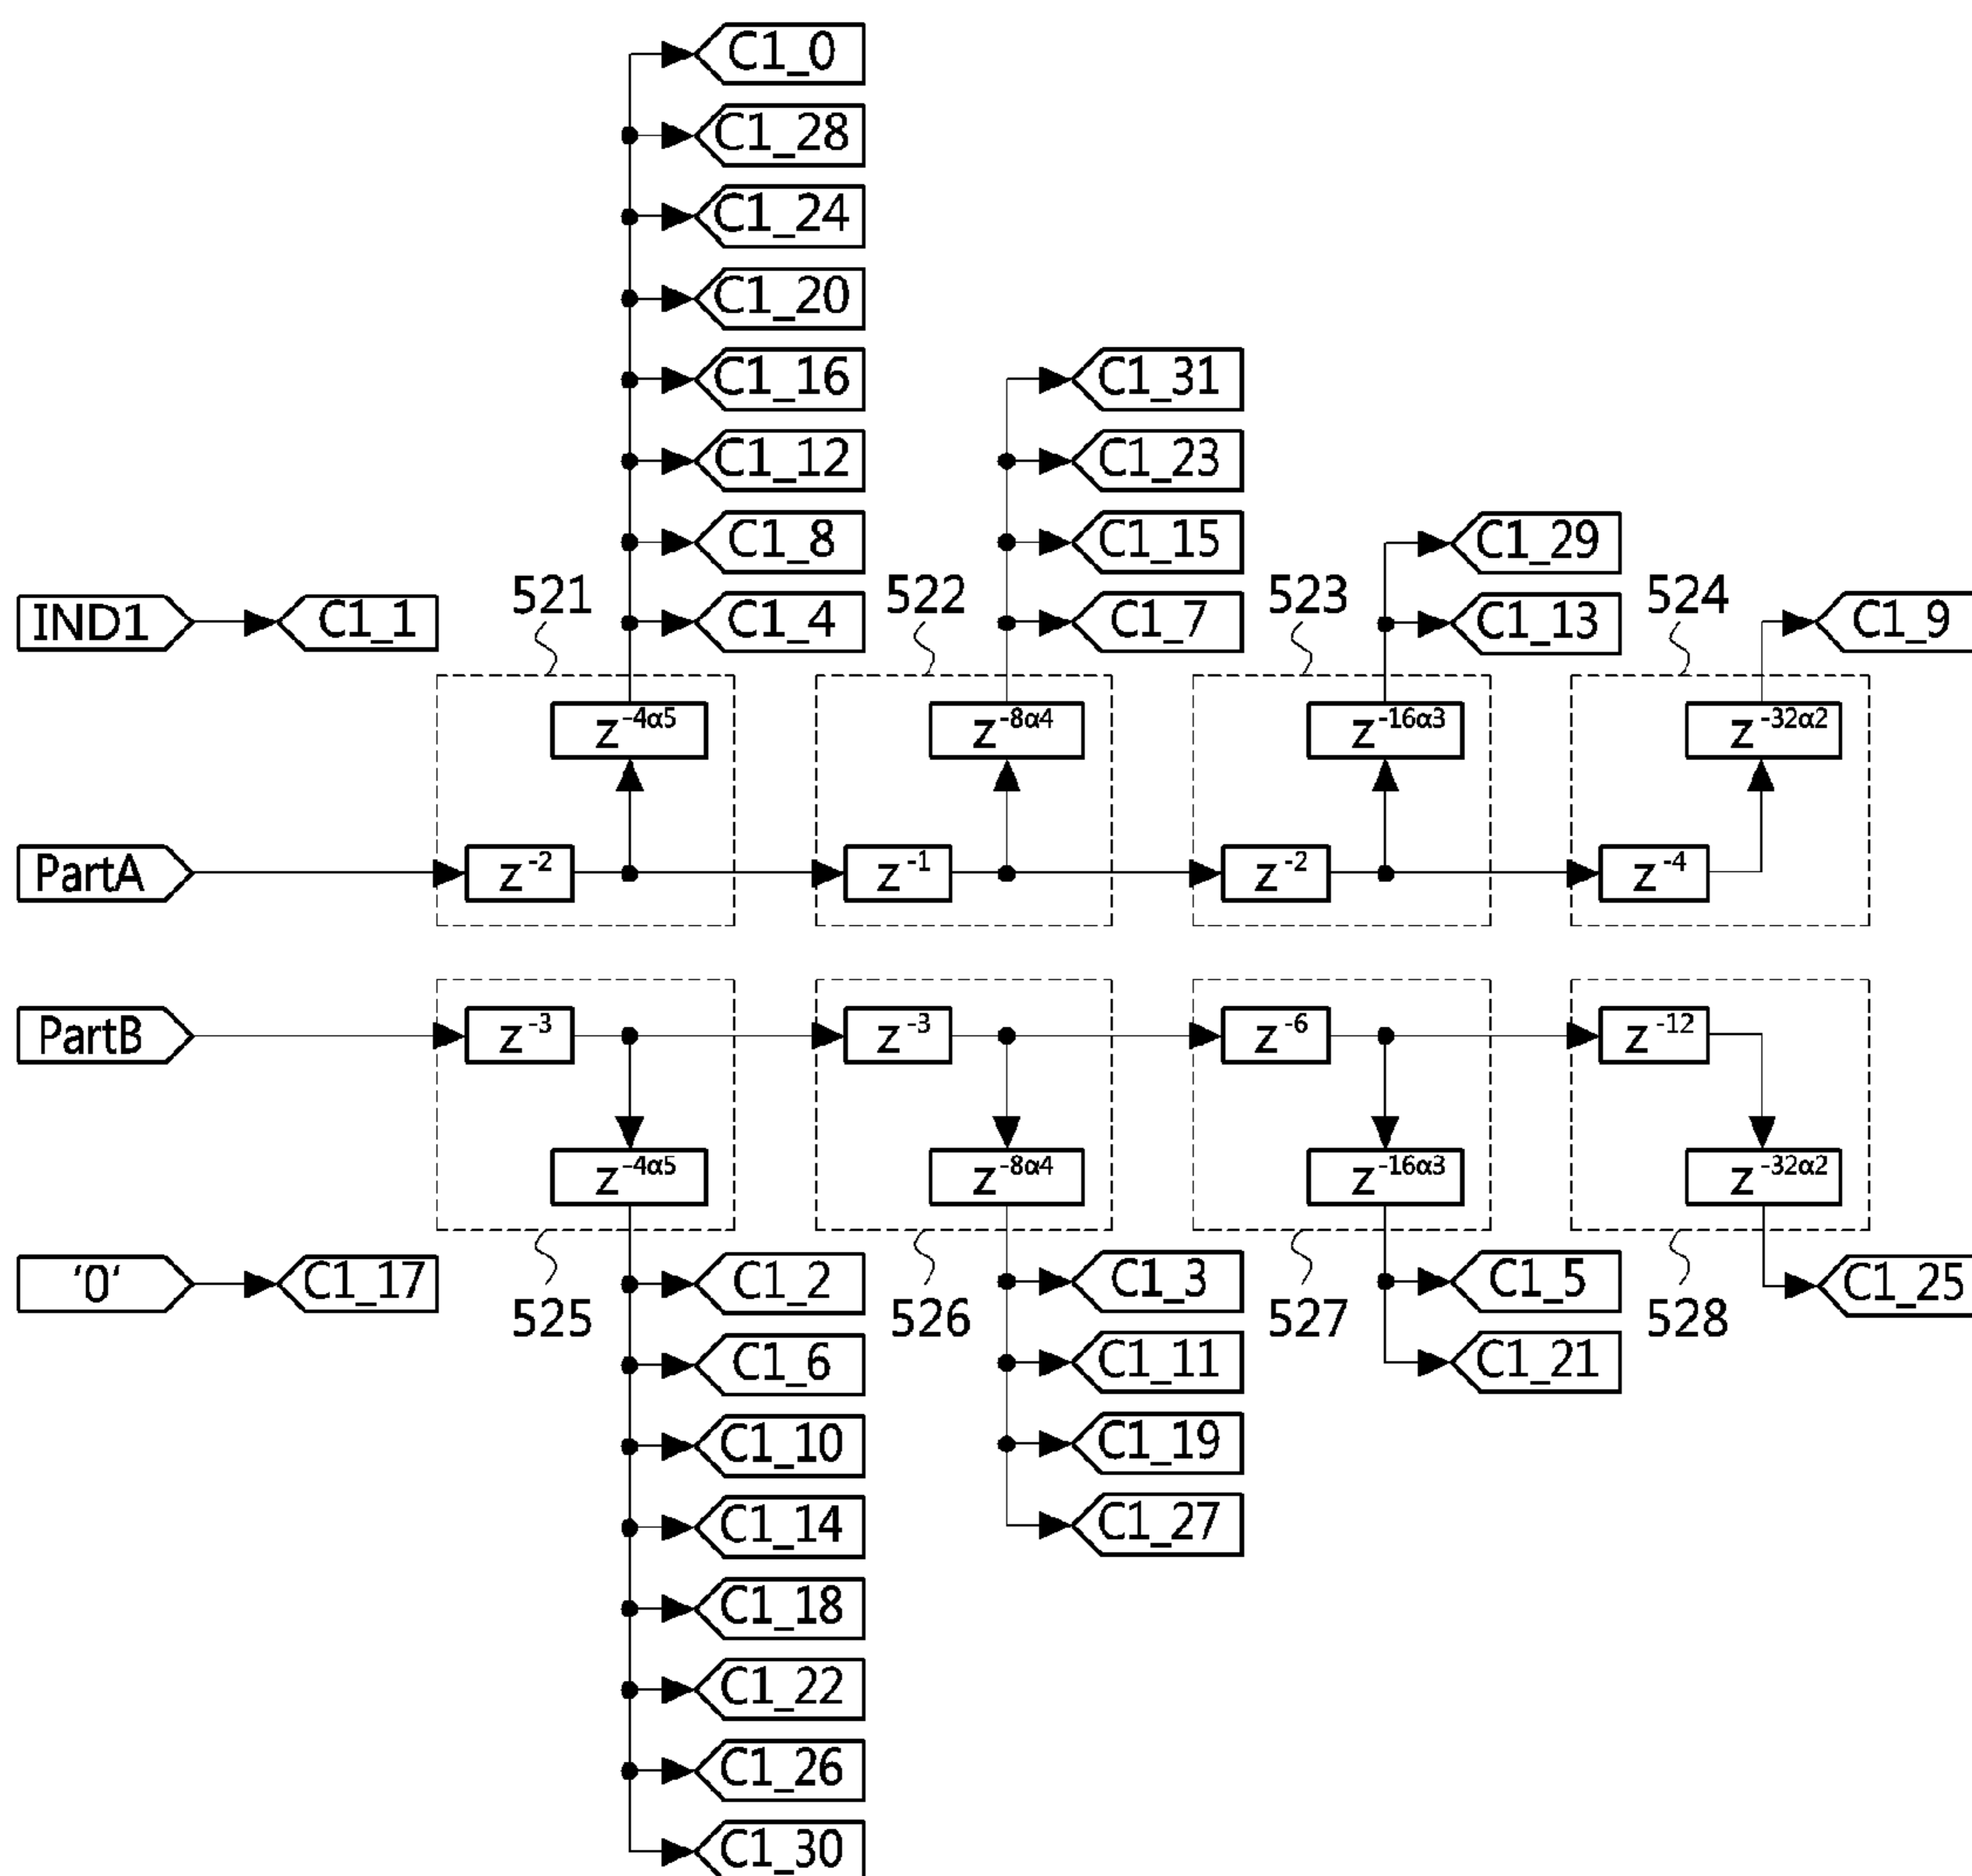 C1_0
C1_28
C1_24
C1_20
C1_16
C1_31
C1_12
C1_23
C1_8
C1_15
C1_29
521
522
523
524
IND1
C1_1
C1_4
C1_7
C1_13
C1_9
z-4α5
z-8α4
z-16α3
z-32α2
PartA
z-2
z-1
z-2
z-4
PartB
z-3
z-3
z-6
z-12
z-4α5
z-8α4
z-16α3
z-32α2
'0'
C1_17
C1_2
C1_3
C1_5
C1_25
525
526
527
528
C1_6
C1_11
C1_21
C1_10
C1_19
C1_14
C1_27
C1_18
C1_22
C1_26
C1_30